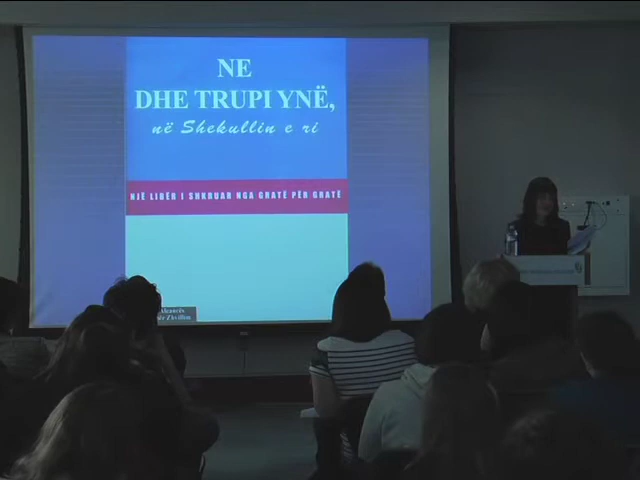 NE
DHE TRUPI YNË,
në Shekullin e ri
NJË LIBËR I SHKRUAR NGA GRATË PËR GRATË